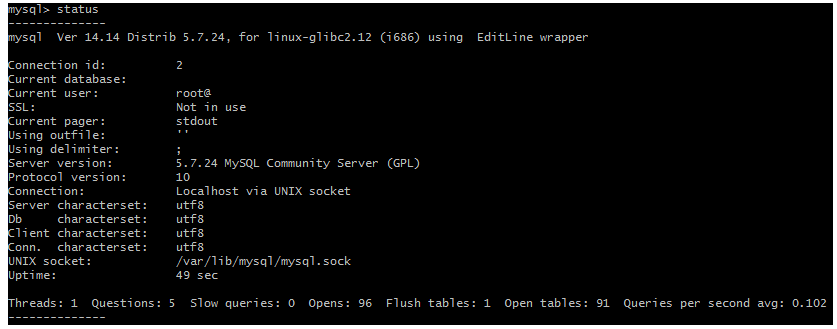 mysql> status
--------------
mysql  Ver 14.14 Distrib 5.7.24, for linux-glibc2.12 (i686) using  EditLine wrapper

Connection id:          2
Current database:
Current user:           root@
SSL:                    Not in use
Current pager:          stdout
Using outfile:          ''
Using delimiter:        ;
Server version:         5.7.24 MySQL Community Server (GPL)
Protocol version:       10
Connection:             Localhost via UNIX socket
Server characterset:    utf8
Db     characterset:    utf8
Client characterset:    utf8
Conn.  characterset:    utf8
UNIX socket:            /var/lib/mysql/mysql.sock
Uptime:                 49 sec

Threads: 1  Questions: 5  Slow queries: 0  Opens: 96  Flush tables: 1  Open tables: 91  Queries per second avg: 0.102
--------------